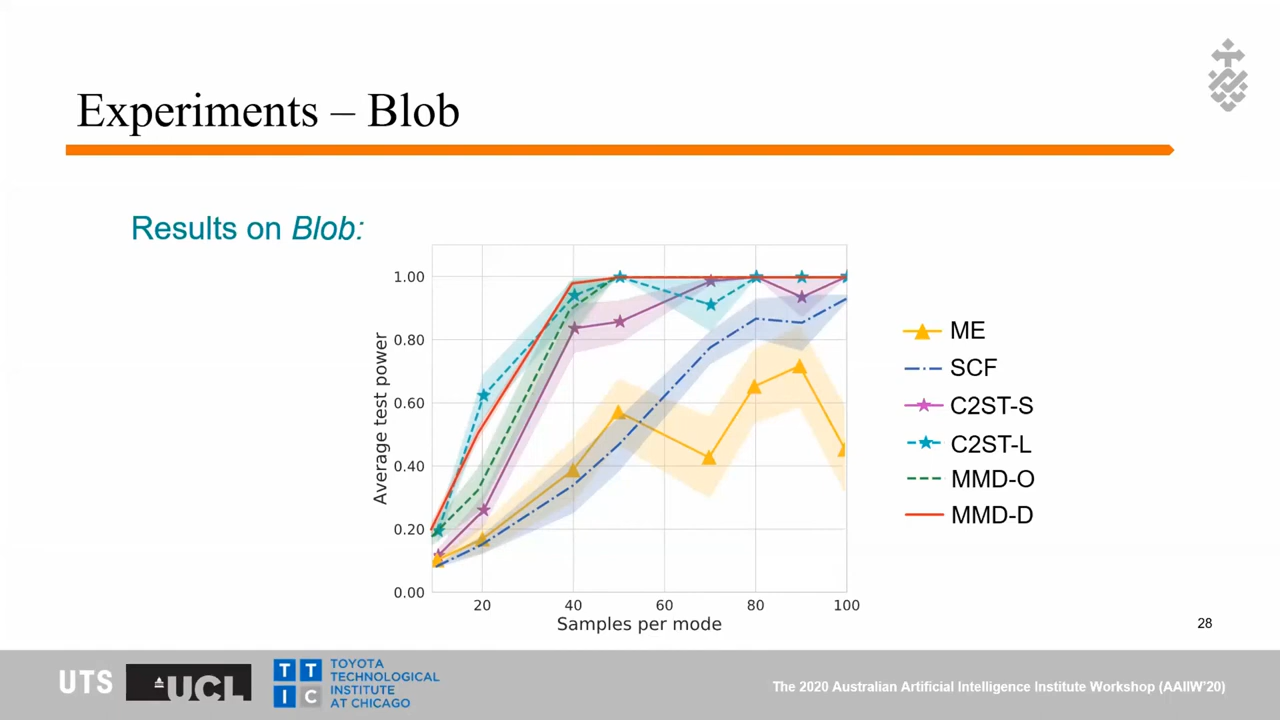 Experiments – Blob
Results on Blob:
Average test power
1.00
0.80
0.60
0.40
0.20
0.00
20 40 60 80 100
Samples per mode
ME
SCF
C2ST-S
C2ST-L
MMD-O
MMD-D
28
UTS
UCL
T T
I C
TOYOTA
TECHNOLOGICAL
INSTITUTE
AT CHICAGO
The 2020 Australian Artificial Intelligence Institute Workshop (AAIIW'20)